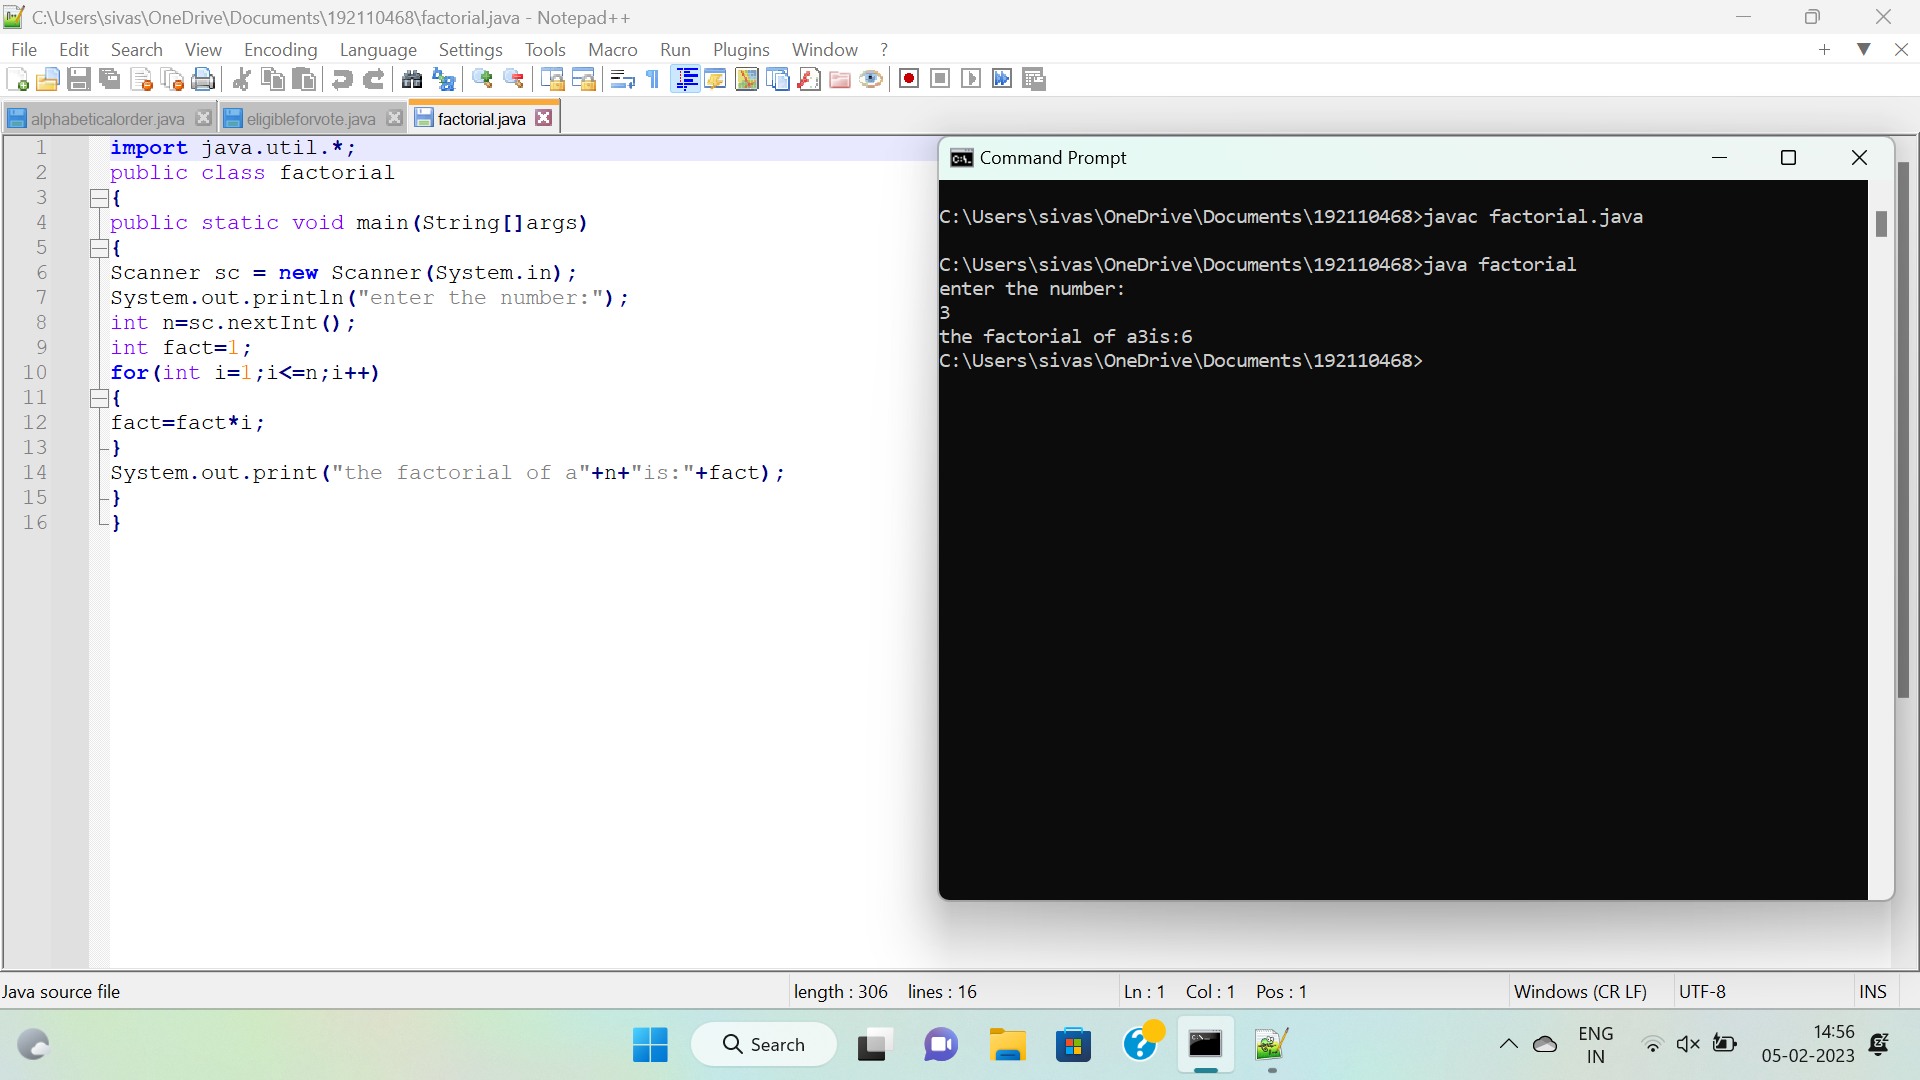 C:\Users\sivas\OneDrive\Documents\192110468\factorial.java - Notepad++
File Edit Search View Encoding Language Settings Tools Macro Run Plugins Window ?
alphabeticalorder.java eligibleforvote.java factorial.java
1 import java.util.*;
2 public class factorial
3 {
4 public static void main(String[]args)
5 {
6 Scanner sc = new Scanner(System.in);
7 System.out.println("enter the number:");
8 int n=sc.nextInt();
9 int fact=1;
10 for(int i=1;i<=n;i++)
11 {
12 fact=fact*i;
13 }
14 System.out.print("the factorial of a"+n+"is:"+fact);
15 }
16 }
Command Prompt
C:\Users\sivas\OneDrive\Documents\192110468>javac factorial.java
C:\Users\sivas\OneDrive\Documents\192110468>java factorial
enter the number:
3
the factorial of a3is:6
C:\Users\sivas\OneDrive\Documents\192110468>
Java source file length : 306 lines : 16 Ln : 1 Col : 1 Pos : 1 Windows (CR LF) UTF-8 INS
Search
ENG
IN
14:56
05-02-2023